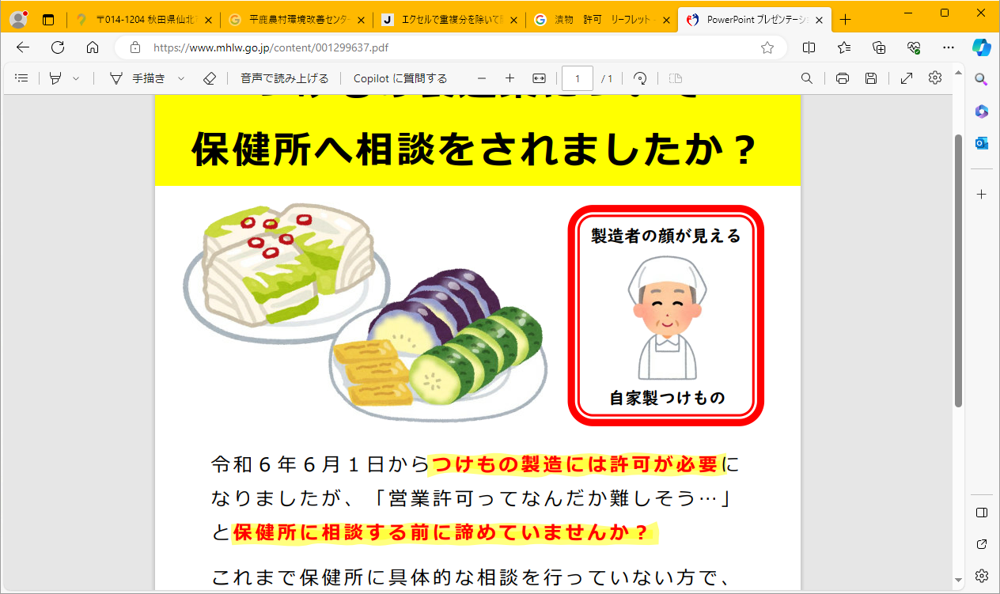 〒014-1204 秋田県仙北
平鹿農村環境改善センター
エクセルで重複分を除いて
漬物 許可 リーフレット -
PowerPoint プレゼンテーシ
https://www.mhlw.go.jp/content/001299637.pdf
手描き
音声で読み上げる
Copilot に質問する
1
/ 1
保健所へ相談をされましたか？
製造者の顔が見える
自家製つけもの
令和６年６月１日からつけもの製造には許可が必要に
なりましたが、「営業許可ってなんだか難しそう…」
と保健所に相談する前に諦めていませんか？
これまで保健所に具体的な相談を行っていない方で、